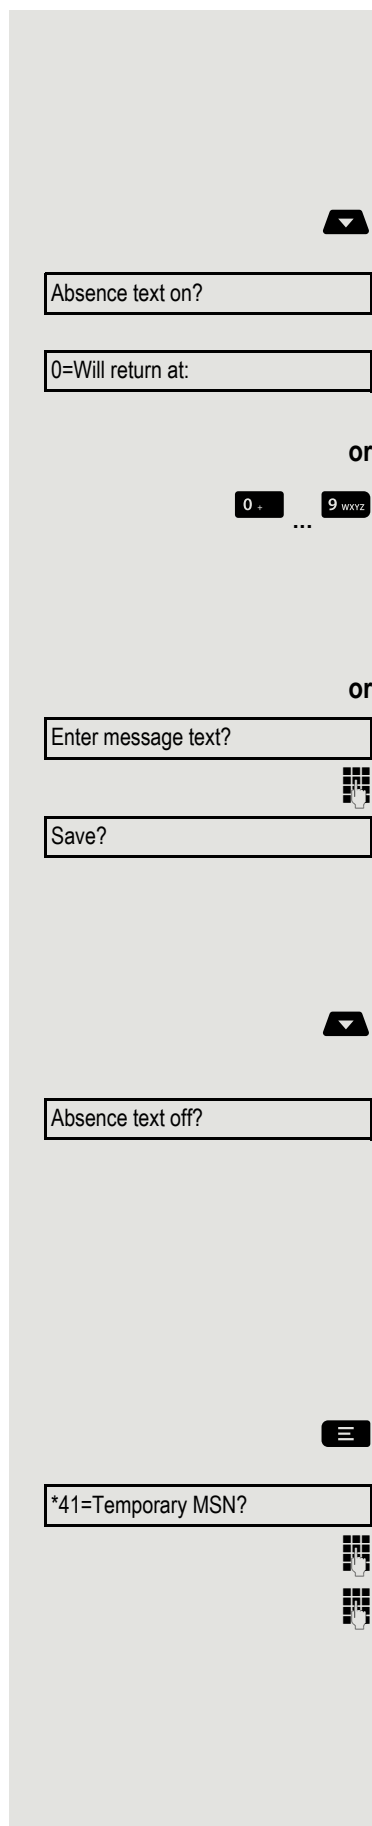 Absence text on?
0=Will return at:
or
0 + ... 9 WXYZ
or
Enter message text?
Save?
Absence text off?
*41=Temporary MSN?